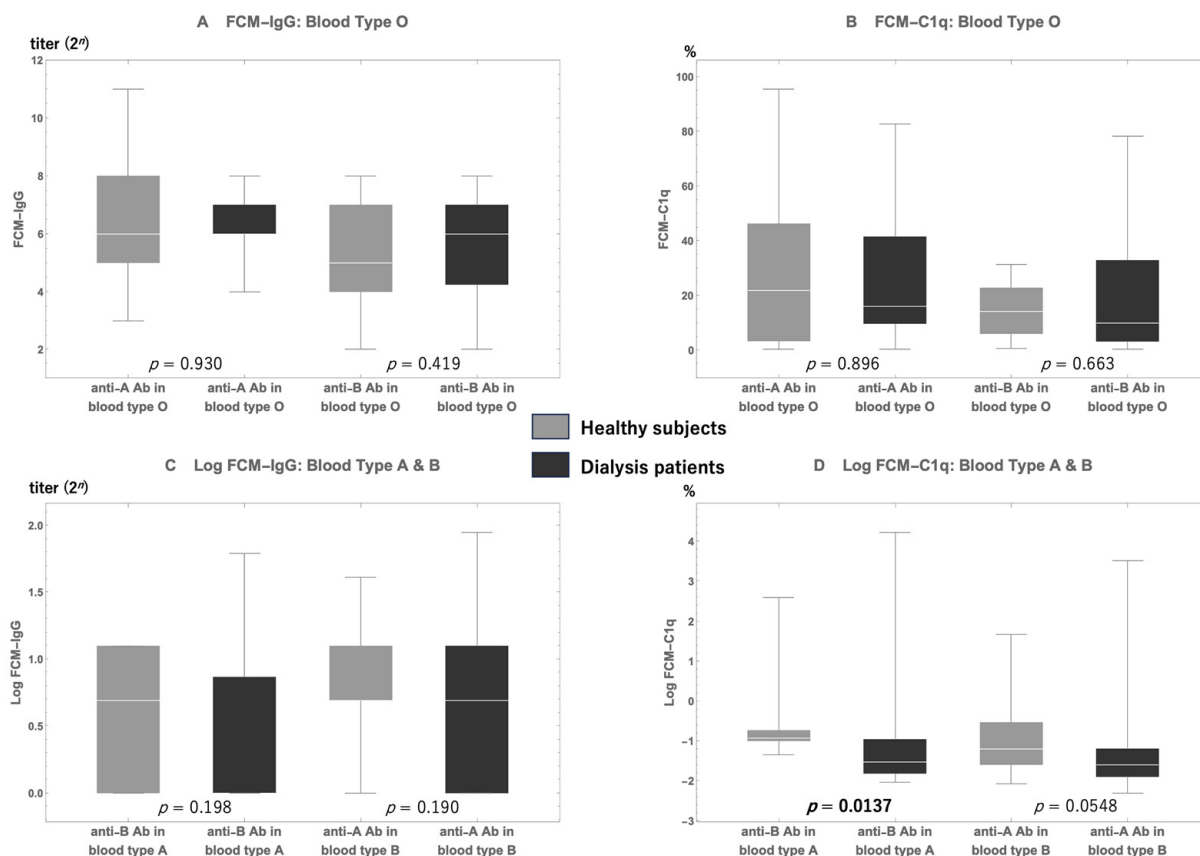 A FCM–IgG: Blood Type O
titer (2ⁿ)
FCM–IgG
12
10
8
6
4
2
p = 0.930
p = 0.419
anti–A Ab in
blood type O
anti–A Ab in
blood type O
anti–B Ab in
blood type O
anti–B Ab in
blood type O
B FCM–C1q: Blood Type O
%
FCM–C1q
100
80
60
40
20
0
p = 0.896
p = 0.663
anti–A Ab in
blood type O
anti–A Ab in
blood type O
anti–B Ab in
blood type O
anti–B Ab in
blood type O
Healthy subjects
Dialysis patients
C Log FCM–IgG: Blood Type A & B
titer (2ⁿ)
Log FCM–IgG
2.0
1.5
1.0
0.5
0.0
p = 0.198
p = 0.190
anti–B Ab in
blood type A
anti–B Ab in
blood type A
anti–A Ab in
blood type B
anti–A Ab in
blood type B
D Log FCM–C1q: Blood Type A & B
%
Log FCM–C1q
4
3
2
1
0
−1
−2
−3
p = 0.0137
p = 0.0548
anti–B Ab in
blood type A
anti–B Ab in
blood type A
anti–A Ab in
blood type B
anti–A Ab in
blood type B